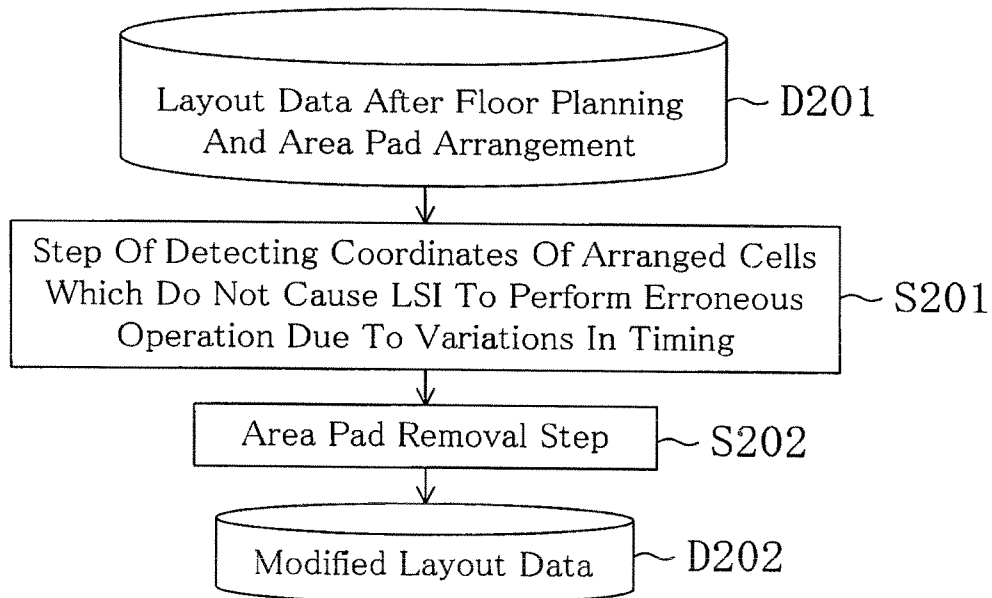 Layout Data After Floor Planning
And Area Pad Arrangement
D201
Step Of Detecting Coordinates Of Arranged Cells
Which Do Not Cause LSI To Perform Erroneous
Operation Due To Variations In Timing
S201
Area Pad Removal Step
S202
Modified Layout Data
D202